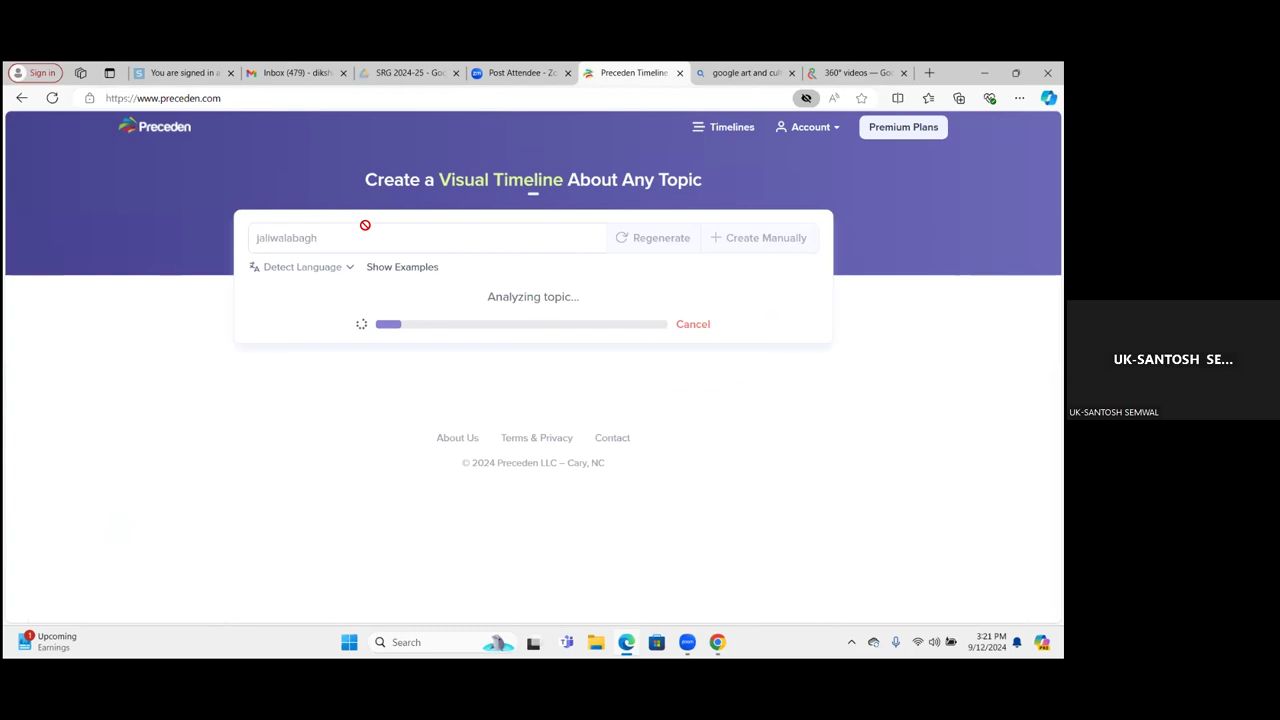 Sign in
You are signed in a
Inbox (479) - diksh
SRG 2024-25 - Goo
Post Attendee - Zo
Preceden Timeline
google art and cul
360° videos — Goo
https://www.preceden.com
Preceden
Timelines
Account
Premium Plans
Create a Visual Timeline About Any Topic
jaliwalabagh
Regenerate
Create Manually
Detect Language
Show Examples
Analyzing topic...
Cancel
UK-SANTOSH SE...
UK-SANTOSH SEMWAL
About Us
Terms & Privacy
Contact
© 2024 Preceden LLC – Cary, NC
1
Upcoming
Earnings
Search
3:21 PM
9/12/2024